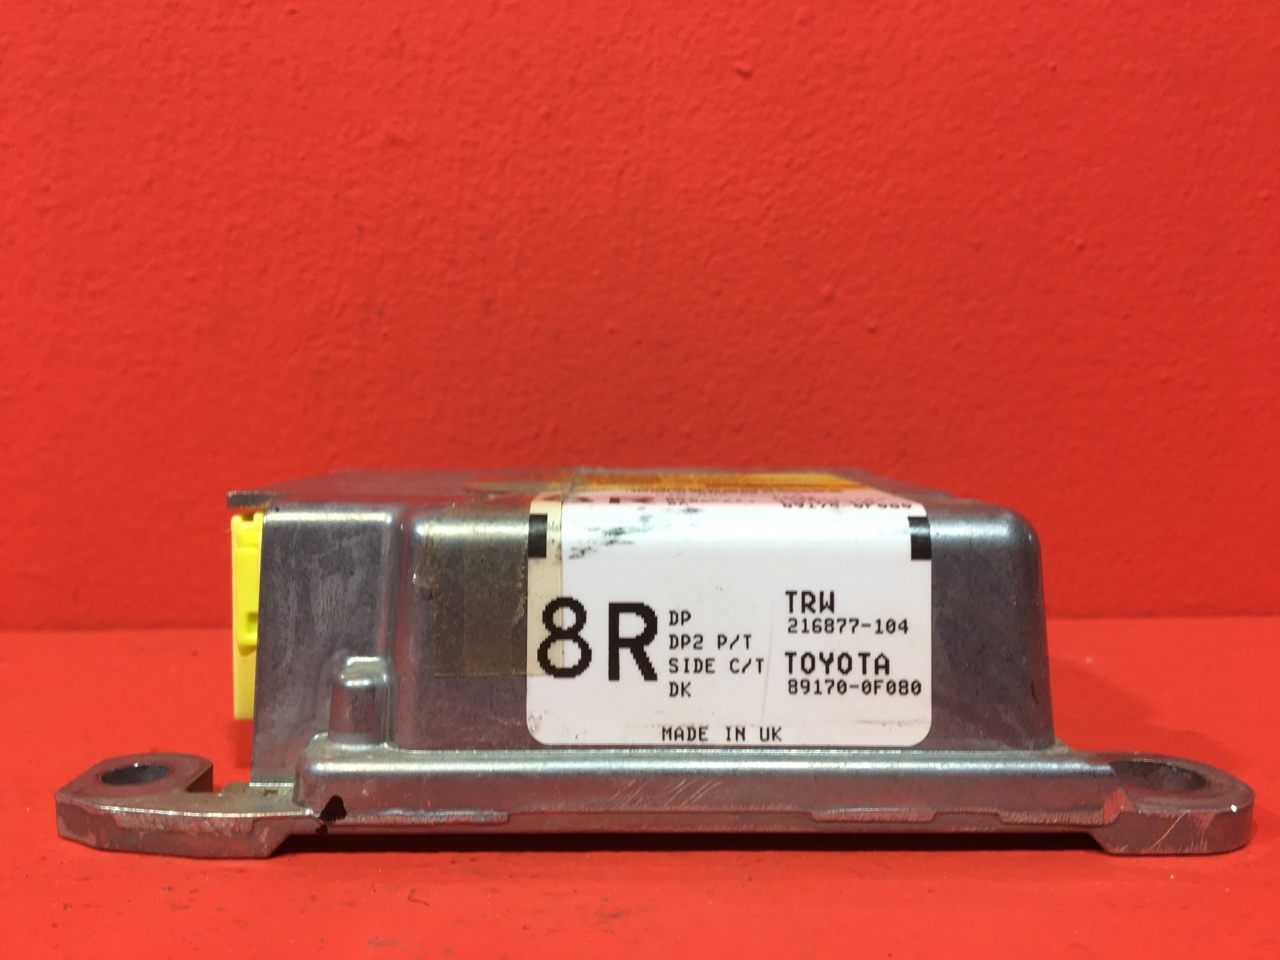 8R
DP
DP2 P/T
SIDE C/T
DK
TRW
216877-104
TOYOTA
89170-0F080
MADE IN UK